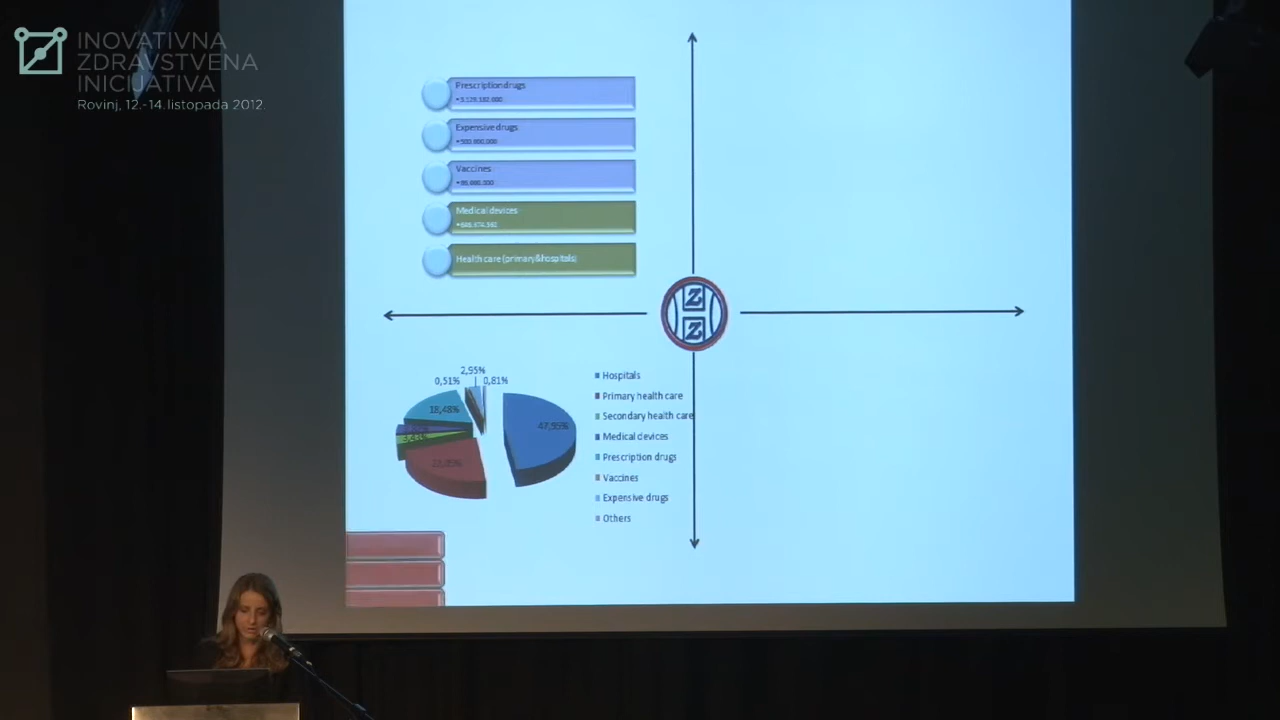 INOVATIVNA
ZDRAVSTVENA
INICIJATIVA
Rovinj, 12.-14.listopada 2012.
Prescription drugs
Expensive drugs
Vaccines
Medical devices
Health care (primary&hospitals)
Z
Z
2,95%
0,51%
0,81%
18,48%
47,95%
Hospitals
Primary health care
Secondary health care
Medical devices
Prescription drugs
Vaccines
Expensive drugs
Others